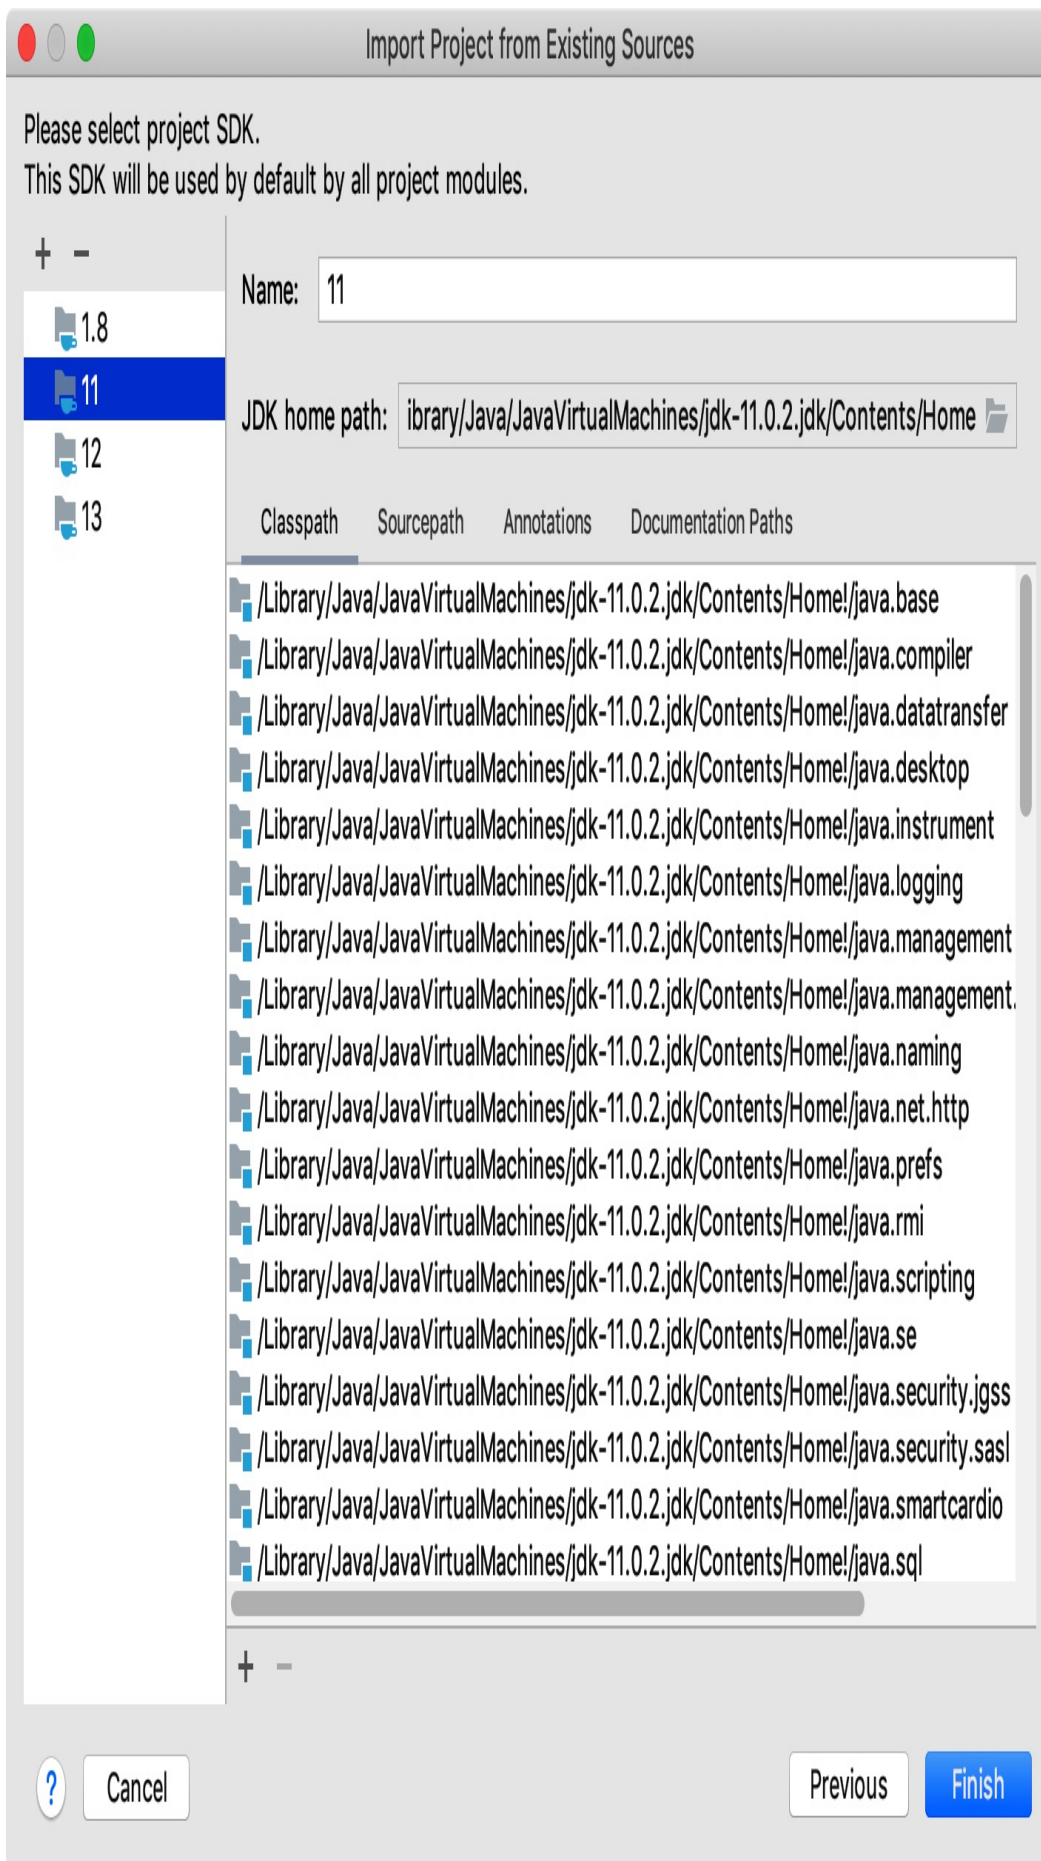 Import Project from Existing Sources
Please select project SDK.
This SDK will be used by default by all project modules.
+ −
1.8
11
12
13
Name: 11
JDK home path: ibrary/Java/JavaVirtualMachines/jdk-11.0.2.jdk/Contents/Home
Classpath Sourcepath Annotations Documentation Paths
/Library/Java/JavaVirtualMachines/jdk-11.0.2.jdk/Contents/Home!/java.base
/Library/Java/JavaVirtualMachines/jdk-11.0.2.jdk/Contents/Home!/java.compiler
/Library/Java/JavaVirtualMachines/jdk-11.0.2.jdk/Contents/Home!/java.datatransfer
/Library/Java/JavaVirtualMachines/jdk-11.0.2.jdk/Contents/Home!/java.desktop
/Library/Java/JavaVirtualMachines/jdk-11.0.2.jdk/Contents/Home!/java.instrument
/Library/Java/JavaVirtualMachines/jdk-11.0.2.jdk/Contents/Home!/java.logging
/Library/Java/JavaVirtualMachines/jdk-11.0.2.jdk/Contents/Home!/java.management
/Library/Java/JavaVirtualMachines/jdk-11.0.2.jdk/Contents/Home!/java.management.
/Library/Java/JavaVirtualMachines/jdk-11.0.2.jdk/Contents/Home!/java.naming
/Library/Java/JavaVirtualMachines/jdk-11.0.2.jdk/Contents/Home!/java.net.http
/Library/Java/JavaVirtualMachines/jdk-11.0.2.jdk/Contents/Home!/java.prefs
/Library/Java/JavaVirtualMachines/jdk-11.0.2.jdk/Contents/Home!/java.rmi
/Library/Java/JavaVirtualMachines/jdk-11.0.2.jdk/Contents/Home!/java.scripting
/Library/Java/JavaVirtualMachines/jdk-11.0.2.jdk/Contents/Home!/java.se
/Library/Java/JavaVirtualMachines/jdk-11.0.2.jdk/Contents/Home!/java.security.jgss
/Library/Java/JavaVirtualMachines/jdk-11.0.2.jdk/Contents/Home!/java.security.sasl
/Library/Java/JavaVirtualMachines/jdk-11.0.2.jdk/Contents/Home!/java.smartcardio
/Library/Java/JavaVirtualMachines/jdk-11.0.2.jdk/Contents/Home!/java.sql
+ −
? Cancel Previous Finish